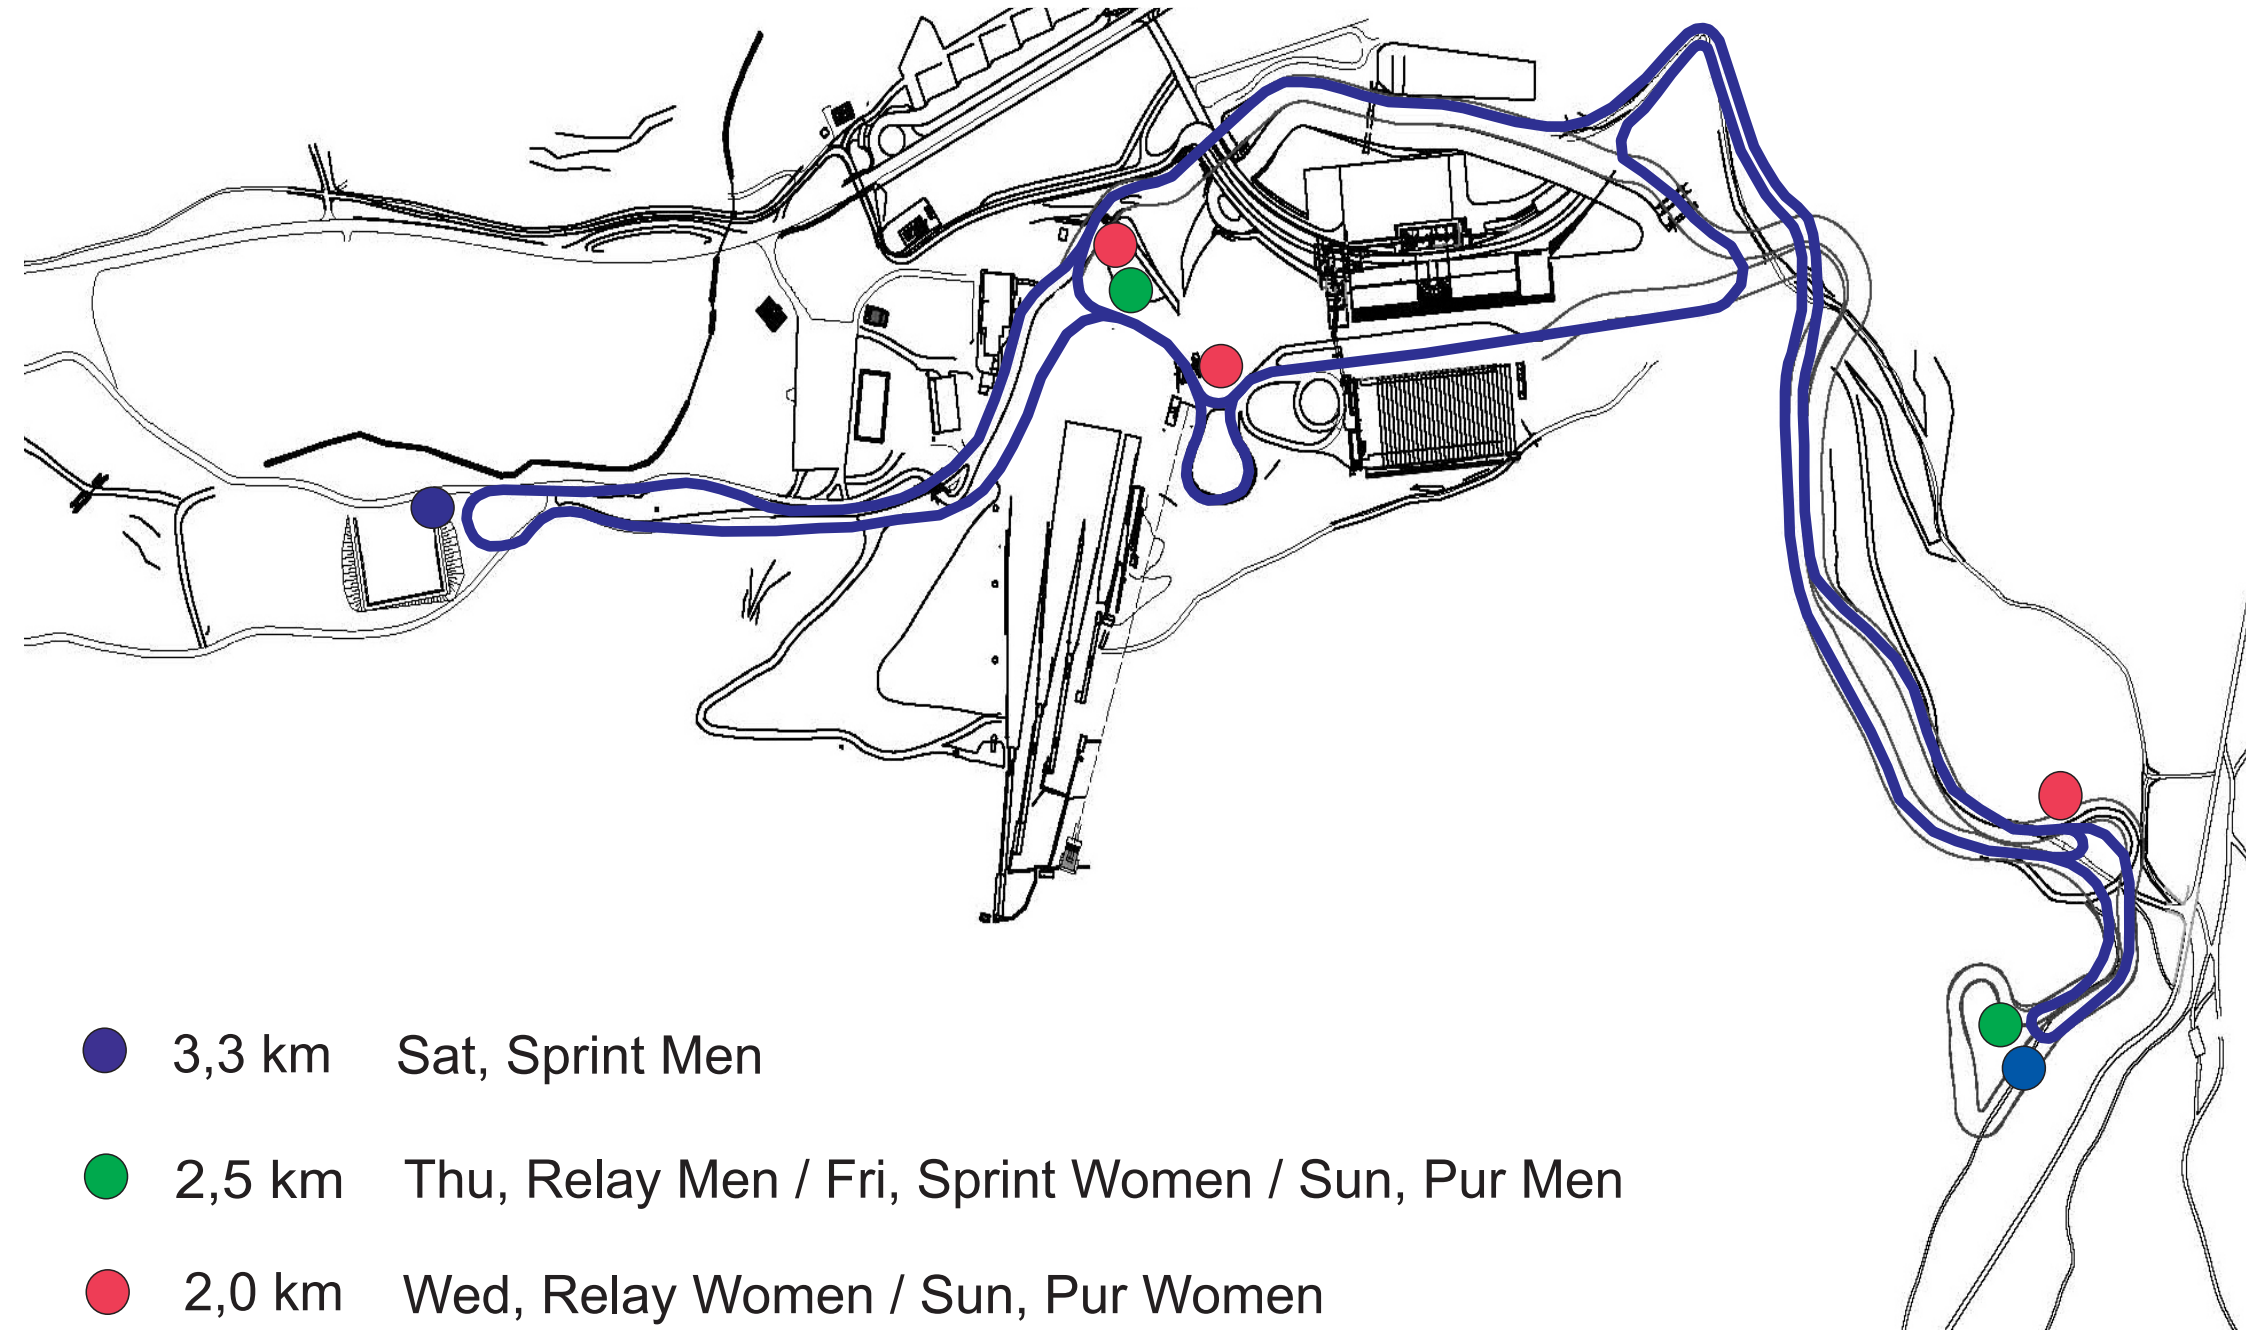 3,3 km Sat, Sprint Men
2,5 km Thu, Relay Men / Fri, Sprint Women / Sun, Pur Men
2,0 km Wed, Relay Women / Sun, Pur Women